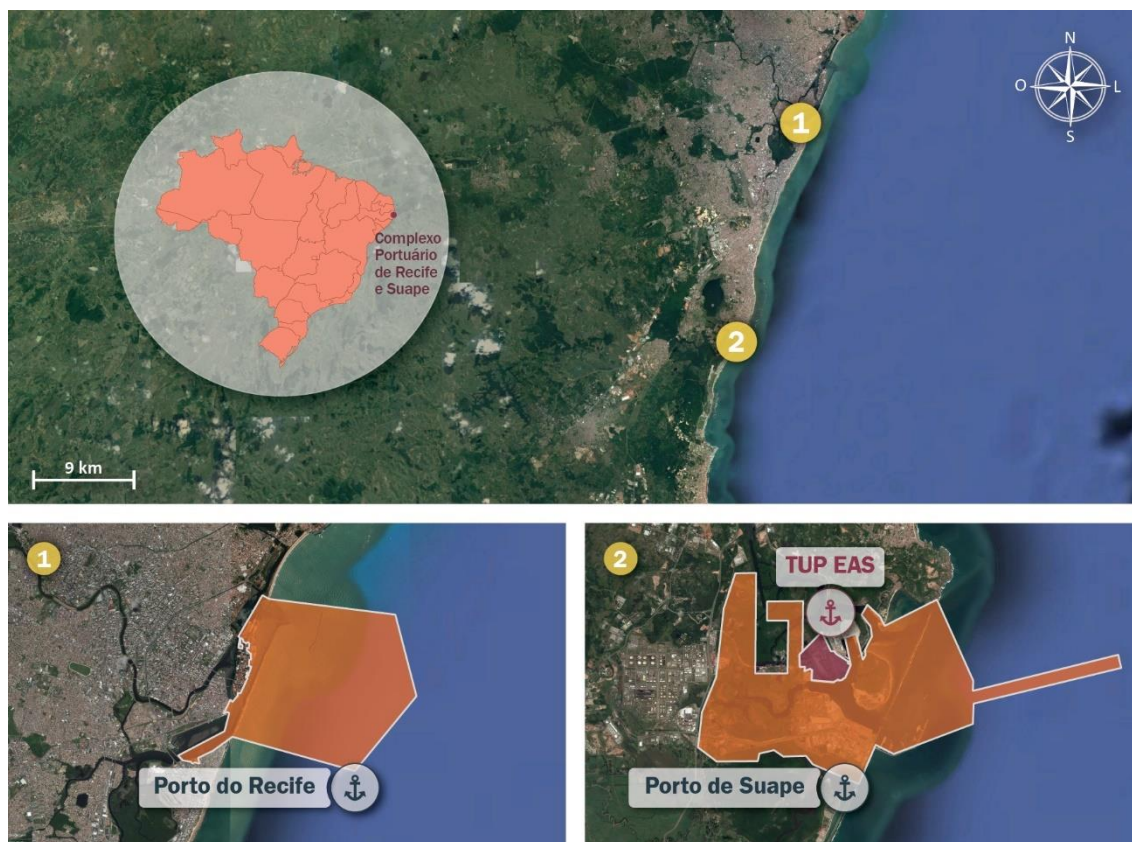 N
O
L
S
1
Complexo
Portuário
de Recife
e Suape
2
9 km
1
Porto do Recife
2
TUP EAS
Porto de Suape